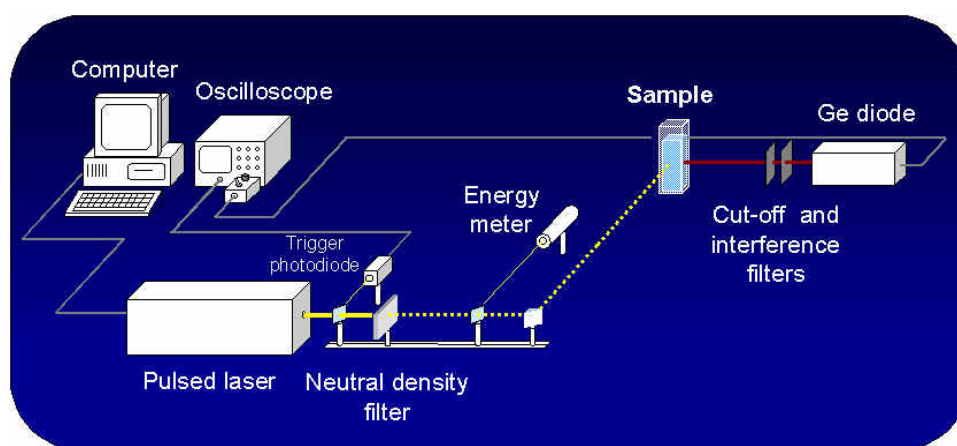 Computer
Oscilloscope
Sample
Ge diode
Energy
meter
Cut-off and
interference
filters
Trigger
photodiode
Pulsed laser
Neutral density
filter